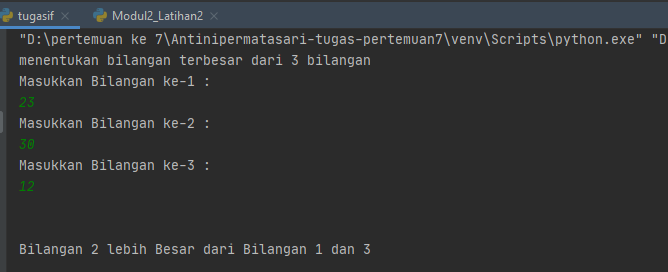 tugasif × Modul2_Latihan2 ×
"D:\pertemuan ke 7\Antinipermatasari-tugas-pertemuan7\venv\Scripts\python.exe" "D
menentukan bilangan terbesar dari 3 bilangan
Masukkan Bilangan ke-1 :
23
Masukkan Bilangan ke-2 :
30
Masukkan Bilangan ke-3 :
12
Bilangan 2 lebih Besar dari Bilangan 1 dan 3